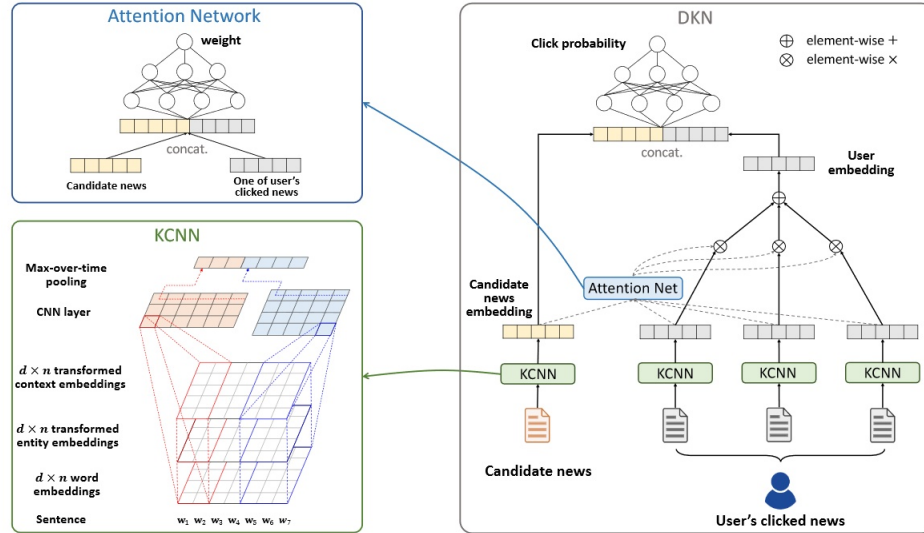 Attention Network
weight
concat.
Candidate news
One of user's
clicked news
KCNN
Max-over-time
pooling
CNN layer
d × n transformed
context embeddings
d × n transformed
entity embeddings
d × n word
embeddings
Sentence
w₁ w₂ w₃ w₄ w₅ w₆ w₇
DKN
Click probability
element-wise +
element-wise ×
concat.
User
embedding
Candidate
news
embedding
Attention Net
KCNN
KCNN
KCNN
KCNN
Candidate news
User's clicked news